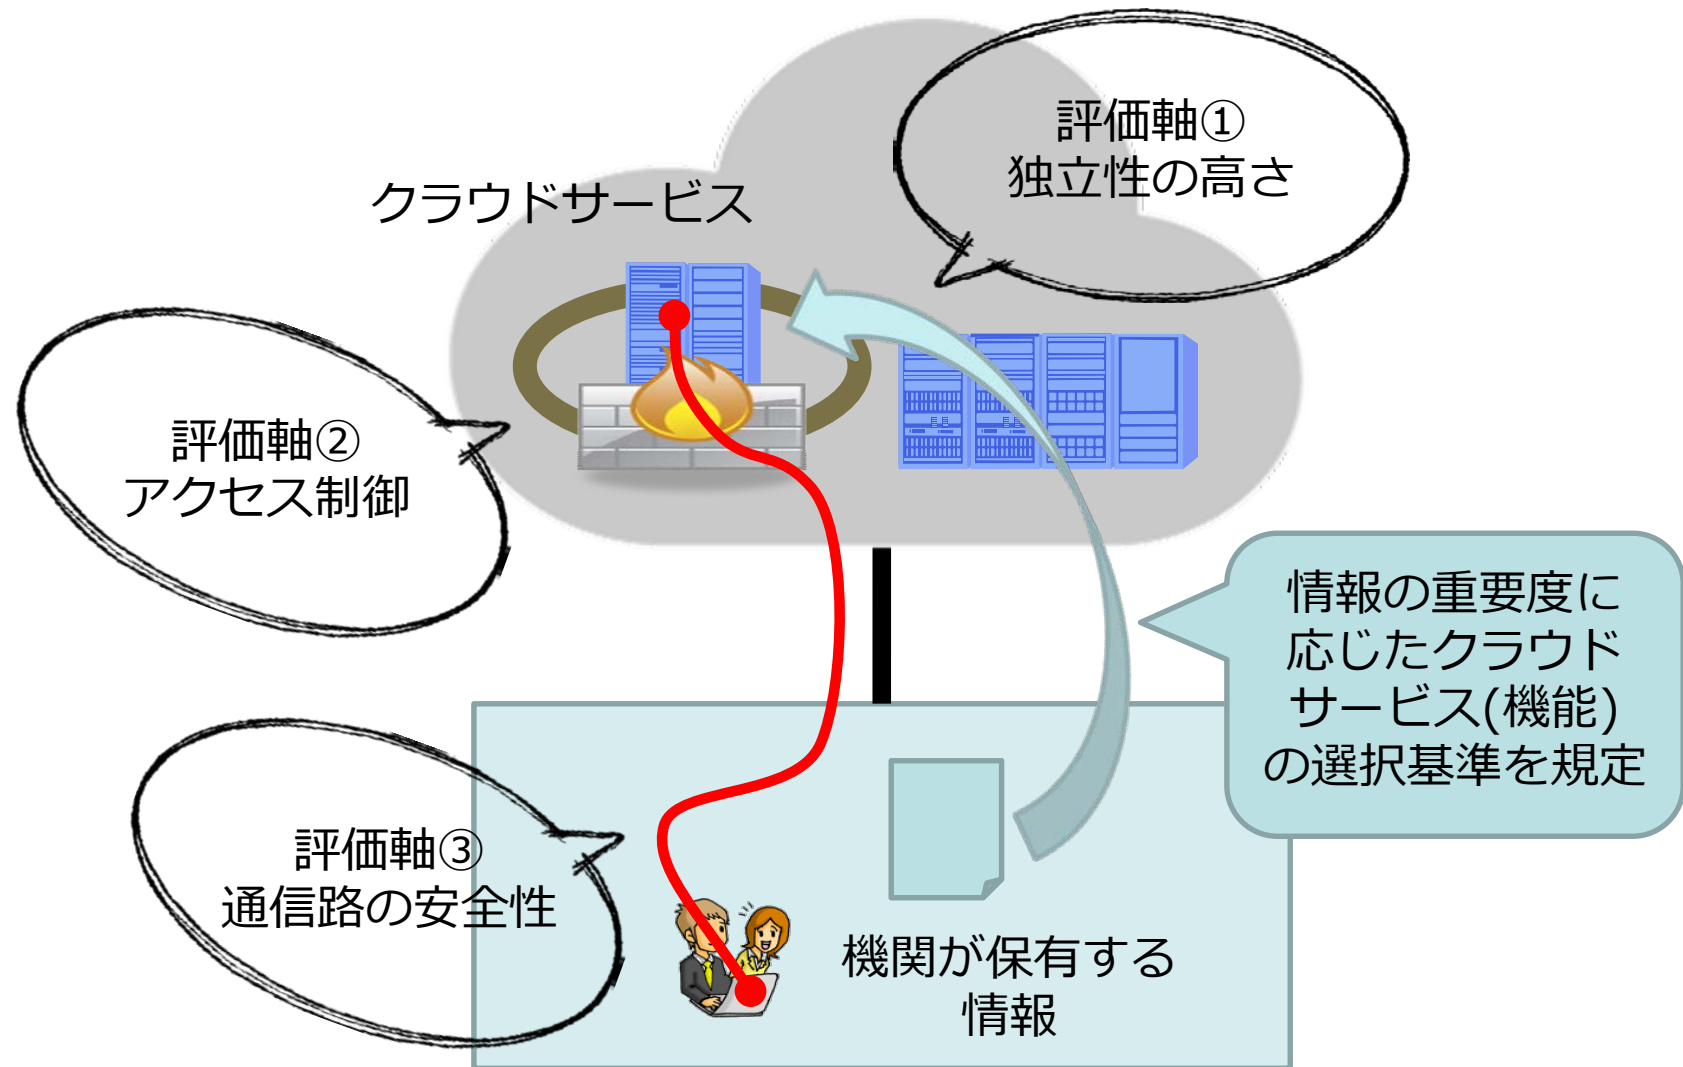 評価軸①
独立性の高さ
クラウドサービス
評価軸②
アクセス制御
情報の重要度に
応じたクラウド
サービス(機能)
の選択基準を規定
評価軸③
通信路の安全性
機関が保有する
情報